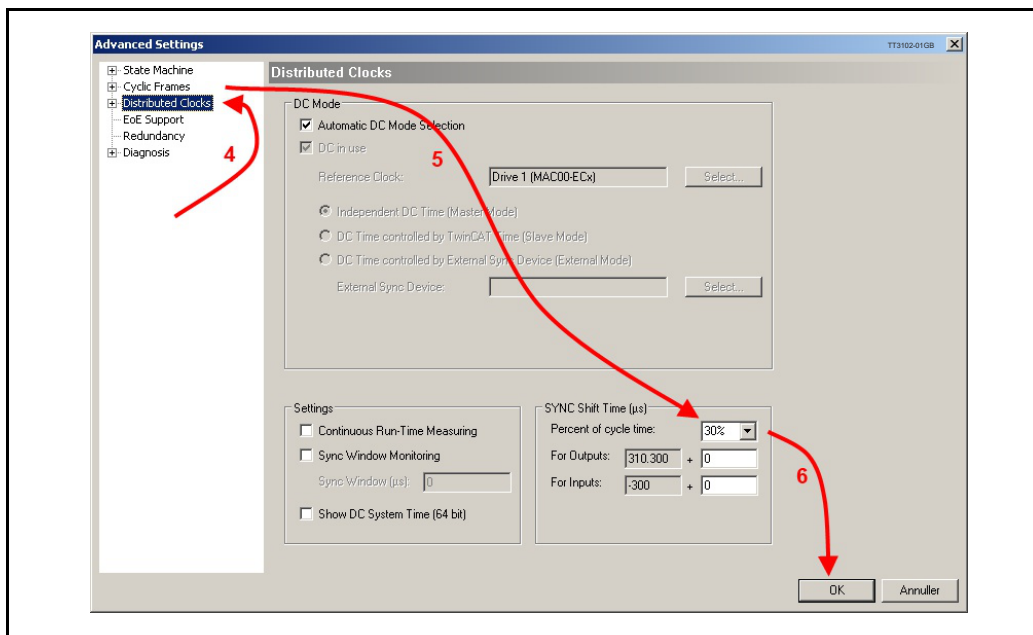 Advanced Settings
TT3102-01GB
State Machine
Cyclic Frames
Distributed Clocks
EoE Support
Redundancy
Diagnosis
4
Distributed Clocks
DC Mode
Automatic DC Mode Selection
DC in use
5
Reference Clock:
Drive 1 (MAC00-ECx)
Select...
Independent DC Time (Master Mode)
DC Time controlled by TwinCAT Time (Slave Mode)
DC Time controlled by External Sync Device (External Mode)
External Sync Device:
Select...
Settings
Continuous Run-Time Measuring
Sync Window Monitoring
Sync Window (µs):
0
Show DC System Time (64 bit)
SYNC Shift Time (µs)
Percent of cycle time:
30%
For Outputs:
310.300
+
0
For Inputs:
-300
+
0
6
OK
Annuller